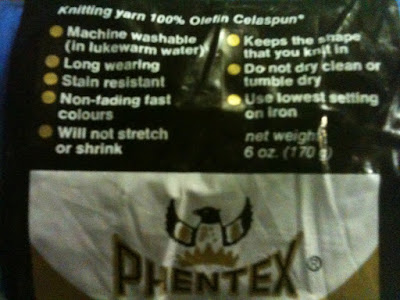 Knitting yarn 100% Olefin Celaspun®
Machine washable
(in lukewarm water)
Long wearing
Stain resistant
Non-fading fast
colours
Will not stretch
or shrink
Keeps the shape
that you knit in
Do not dry clean or
tumble dry
Use lowest setting
on iron
net weight
6 oz. (170 g)
PHENTEX®